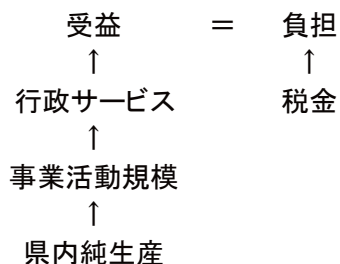 受益 ＝ 負担
↑ ↑
行政サービス 税金
↑
事業活動規模
↑
県内純生産